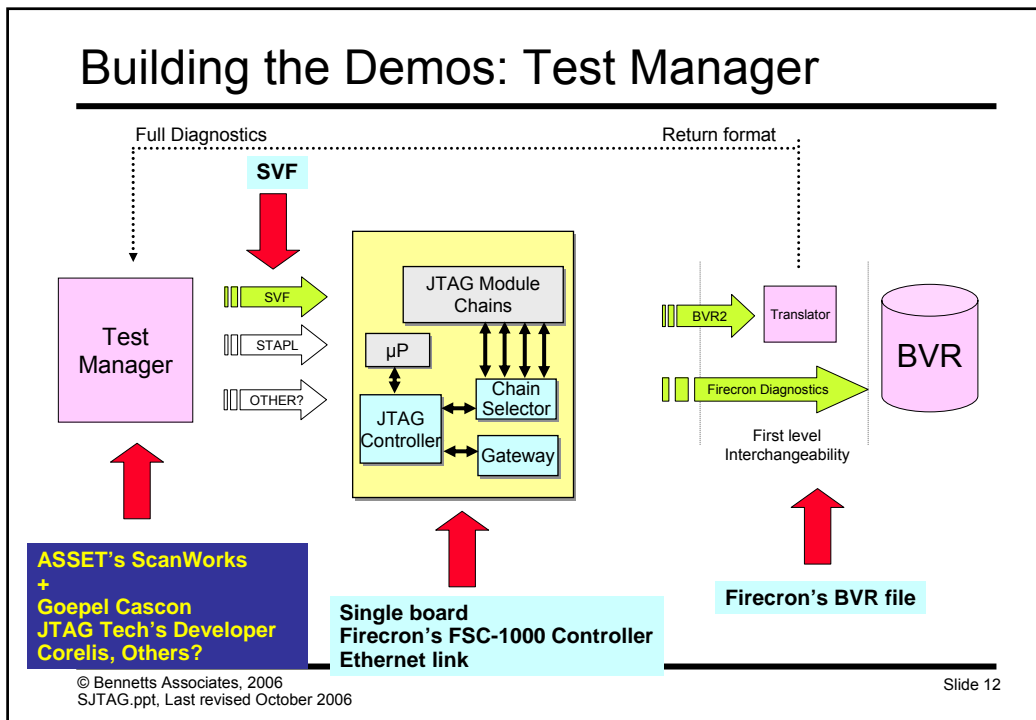 Building the Demos: Test Manager
Full Diagnostics
Return format
SVF
Test
Manager
SVF
STAPL
OTHER?
JTAG Module
Chains
µP
JTAG
Controller
Chain
Selector
Gateway
BVR2
Translator
Firecron Diagnostics
BVR
First level
Interchangeability
ASSET's ScanWorks
+
Goepel Cascon
JTAG Tech's Developer
Corelis, Others?
Single board
Firecron's FSC-1000 Controller
Ethernet link
Firecron's BVR file
© Bennetts Associates, 2006
SJTAG.ppt, Last revised October 2006
Slide 12